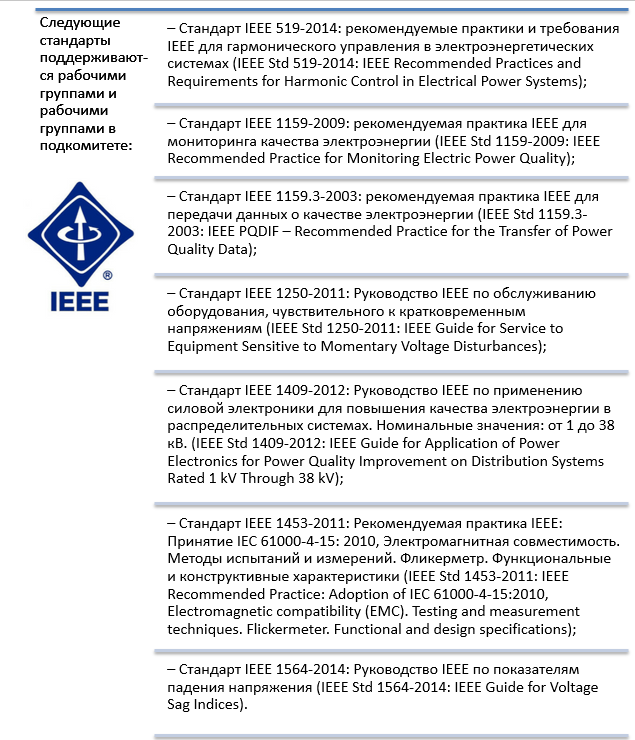 Следующие
стандарты
поддерживают-
ся рабочими
группами и
рабочими
группами в
подкомитете:
IEEE
®
– Стандарт IEEE 519-2014: рекомендуемые практики и требования
IEEE для гармонического управления в электроэнергетических
системах (IEEE Std 519-2014: IEEE Recommended Practices and
Requirements for Harmonic Control in Electrical Power Systems);
– Стандарт IEEE 1159-2009: рекомендуемая практика IEEE для
мониторинга качества электроэнергии (IEEE Std 1159-2009: IEEE
Recommended Practice for Monitoring Electric Power Quality);
– Стандарт IEEE 1159.3-2003: рекомендуемая практика IEEE для
передачи данных о качестве электроэнергии (IEEE Std 1159.3-
2003: IEEE PQDIF – Recommended Practice for the Transfer of Power
Quality Data);
– Стандарт IEEE 1250-2011: Руководство IEEE по обслуживанию
оборудования, чувствительного к кратковременным
напряжениям (IEEE Std 1250-2011: IEEE Guide for Service to
Equipment Sensitive to Momentary Voltage Disturbances);
– Стандарт IEEE 1409-2012: Руководство IEEE по применению
силовой электроники для повышения качества электроэнергии в
распределительных системах. Номинальные значения: от 1 до 38
кВ. (IEEE Std 1409-2012: IEEE Guide for Application of Power
Electronics for Power Quality Improvement on Distribution Systems
Rated 1 kV Through 38 kV);
– Стандарт IEEE 1453-2011: Рекомендуемая практика IEEE:
Принятие IEC 61000-4-15: 2010, Электромагнитная совместимость.
Методы испытаний и измерений. Фликерметр. Функциональные
и конструктивные характеристики (IEEE Std 1453-2011: IEEE
Recommended Practice: Adoption of IEC 61000-4-15:2010,
Electromagnetic compatibility (EMC). Testing and measurement
techniques. Flickermeter. Functional and design specifications);
– Стандарт IEEE 1564-2014: Руководство IEEE по показателям
падения напряжения (IEEE Std 1564-2014: IEEE Guide for Voltage
Sag Indices).